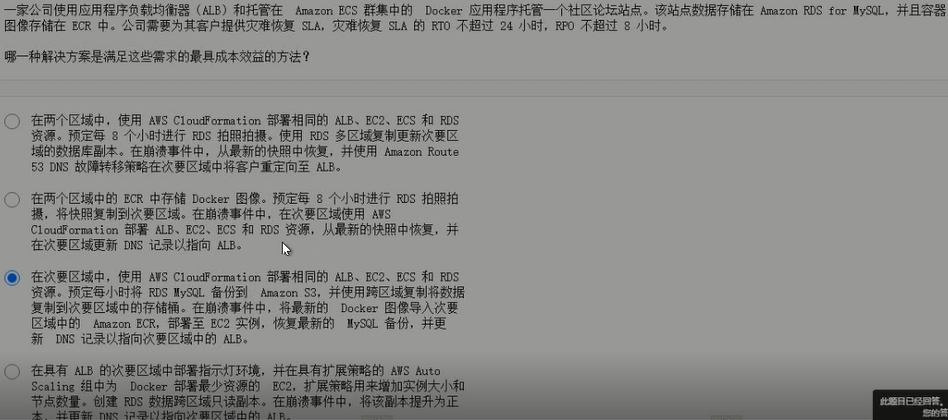 一家公司使用应用程序负载均衡器（ALB）和托管在 Amazon ECS 群集中的 Docker 应用程序托管一个社区论坛站点。该站点数据存储在 Amazon RDS for MySQL，并且容器
图像存储在 ECR 中。公司需要为其客户提供灾难恢复 SLA，灾难恢复 SLA 的 RTO 不超过 24 小时，RPO 不超过 8 小时。
哪一种解决方案是满足这些需求的最具成本效益的方法？
在两个区域中，使用 AWS CloudFormation 部署相同的 ALB、EC2、ECS 和 RDS
资源。预定每 8 个小时进行 RDS 拍照拍摄。使用 RDS 多区域复制更新次要区
域的数据库副本。在崩溃事件中，从最新的快照中恢复，并使用 Amazon Route
53 DNS 故障转移策略在次要区域中将客户重定向至 ALB。
在两个区域中的 ECR 中存储 Docker 图像。预定每 8 个小时进行 RDS 拍照拍
摄，将快照复制到次要区域。在崩溃事件中，在次要区域使用 AWS
CloudFormation 部署 ALB、EC2、ECS 和 RDS 资源，从最新的快照中恢复，并
在次要区域更新 DNS 记录以指向 ALB。
在次要区域中，使用 AWS CloudFormation 部署相同的 ALB、EC2、ECS 和 RDS
资源。预定每小时将 RDS MySQL 备份到 Amazon S3，并使用跨区域复制将数据
复制到次要区域中的存储桶。在崩溃事件中，将最新的 Docker 图像导入次要
区域中的 Amazon ECR，部署至 EC2 实例，恢复最新的 MySQL 备份，并更
新 DNS 记录以指向次要区域中的 ALB。
在具有 ALB 的次要区域中部署指示灯环境，并在具有扩展策略的 AWS Auto
Scaling 组中为 Docker 部署最少资源的 EC2，扩展策略用来增加实例大小和
节点数量。创建 RDS 数据跨区域只读副本。在崩溃事件中，将该副本提升为正
本，并更新 DNS 记录以指向次要区域中的 ALB。
此题目已经回答。
您的答